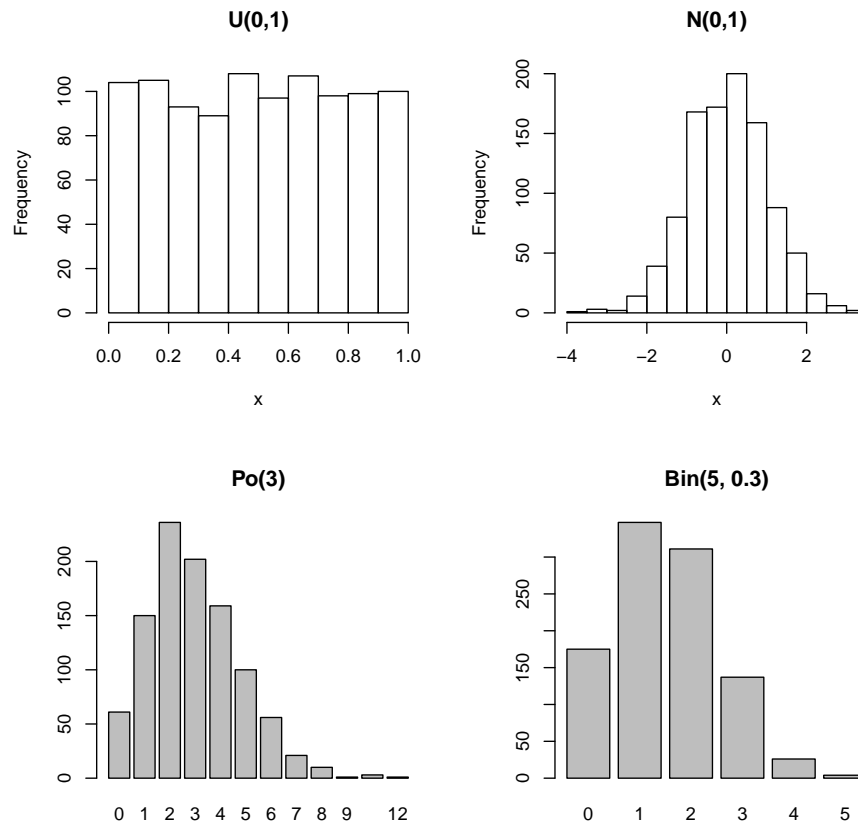 U(0,1)
Frequency
0 20 40 60 80 100
0.0 0.2 0.4 0.6 0.8 1.0
x
N(0,1)
Frequency
0 50 100 150 200
−4 −2 0 2
x
Po(3)
0 50 100 150 200
0 1 2 3 4 5 6 7 8 9 12
Bin(5, 0.3)
0 50 150 250
0 1 2 3 4 5